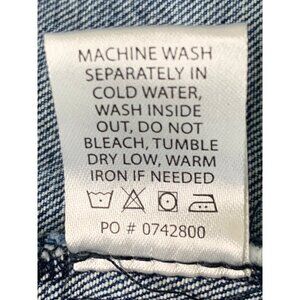 MACHINE WASH
SEPARATELY IN
COLD WATER,
WASH INSIDE
OUT, DO NOT
BLEACH, TUMBLE
DRY LOW, WARM
IRON IF NEEDED
PO # 0742800